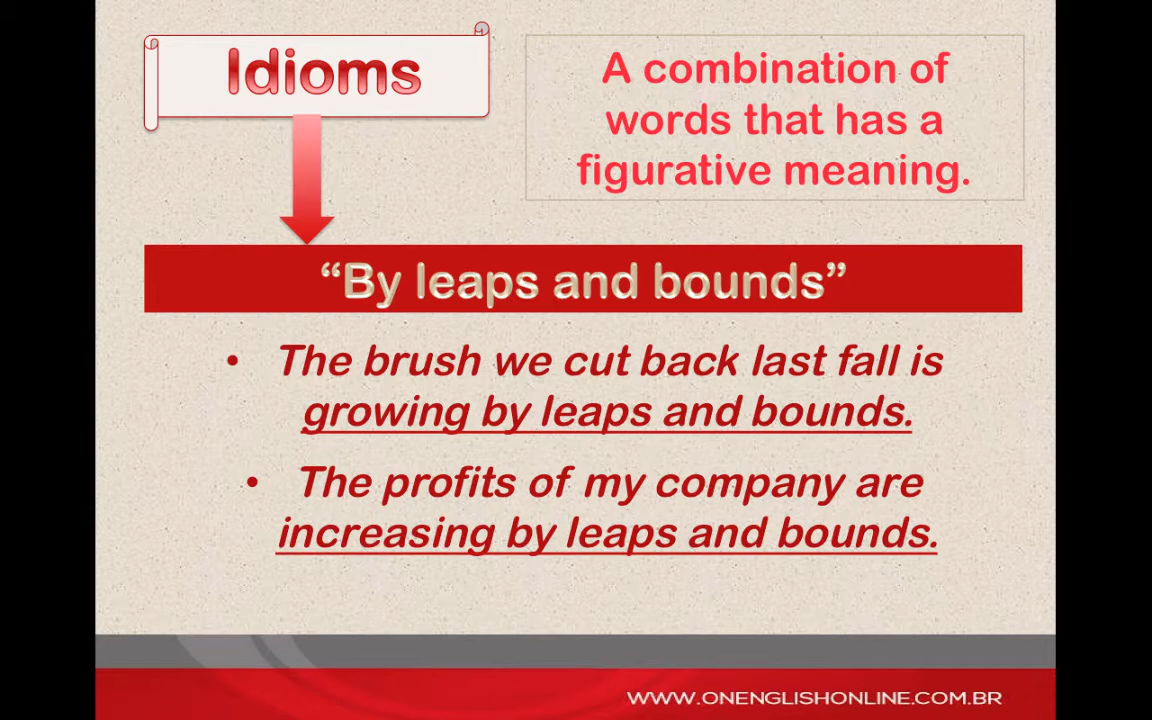 Idioms
A combination of
words that has a
figurative meaning.
“By leaps and bounds”
• The brush we cut back last fall is
growing by leaps and bounds.
• The profits of my company are
increasing by leaps and bounds.
WWW.ONENGLISHONLINE.COM.BR